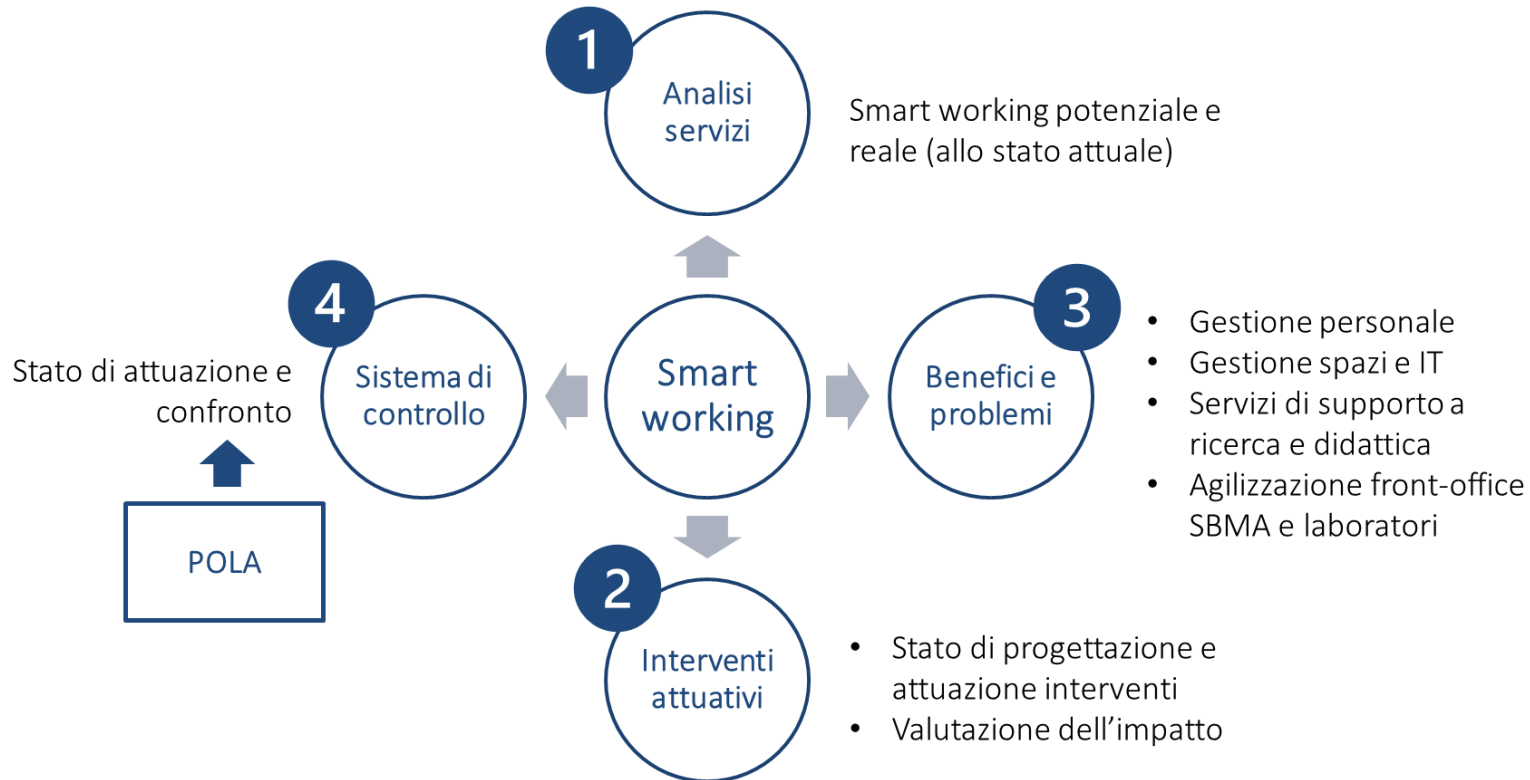 1
Analisi
servizi
Smart working potenziale e
reale (allo stato attuale)
4
Sistema di
controllo
Stato di attuazione e
confronto
POLA
Smart
working
3
Benefici e
problemi
• Gestione personale
• Gestione spazi e IT
• Servizi di supporto a
ricerca e didattica
• Agilizzazione front-office
SBMA e laboratori
2
Interventi
attuativi
• Stato di progettazione e
attuazione interventi
• Valutazione dell’impatto